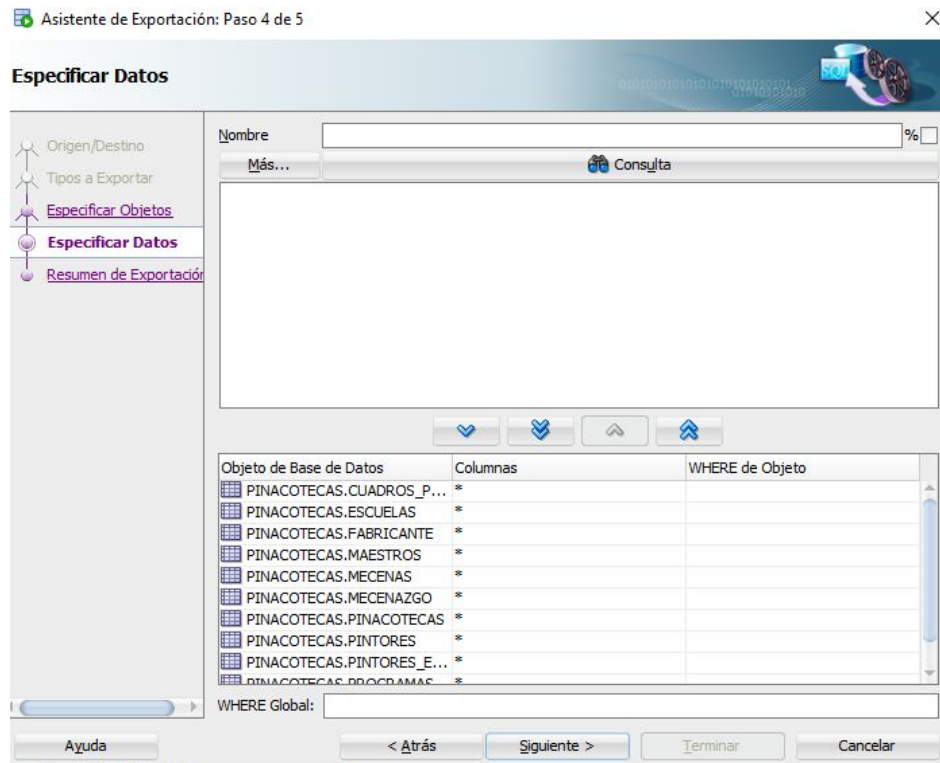 Asistente de Exportación: Paso 4 de 5
Especificar Datos
SQL
Origen/Destino
Tipos a Exportar
Especificar Objetos
Especificar Datos
Resumen de Exportación
Nombre
%
Más...
Consulta
Objeto de Base de Datos Columnas WHERE de Objeto
PINACOTECAS.CUADROS_P... *
PINACOTECAS.ESCUELAS *
PINACOTECAS.FABRICANTE *
PINACOTECAS.MAESTROS *
PINACOTECAS.MECENAS *
PINACOTECAS.MECENAZGO *
PINACOTECAS.PINACOTECAS *
PINACOTECAS.PINTORES *
PINACOTECAS.PINTORES_E... *
PINACOTECAS.PROGRAMAS *
WHERE Global:
Ayuda < Atrás Siguiente > Terminar Cancelar